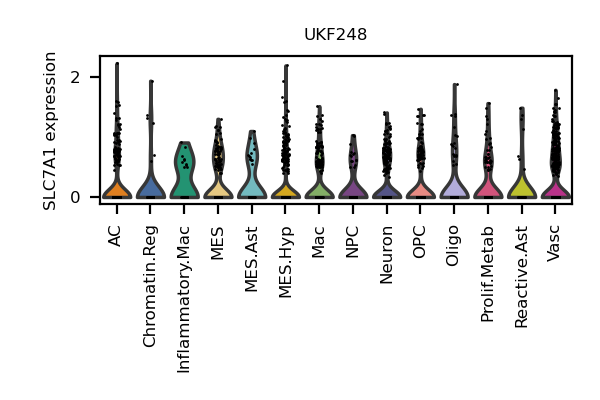 UKF248
SLC7A1 expression
2
0
AC
Chromatin.Reg
Inflammatory.Mac
MES
MES.Ast
MES.Hyp
Mac
NPC
Neuron
OPC
Oligo
Prolif.Metab
Reactive.Ast
Vasc